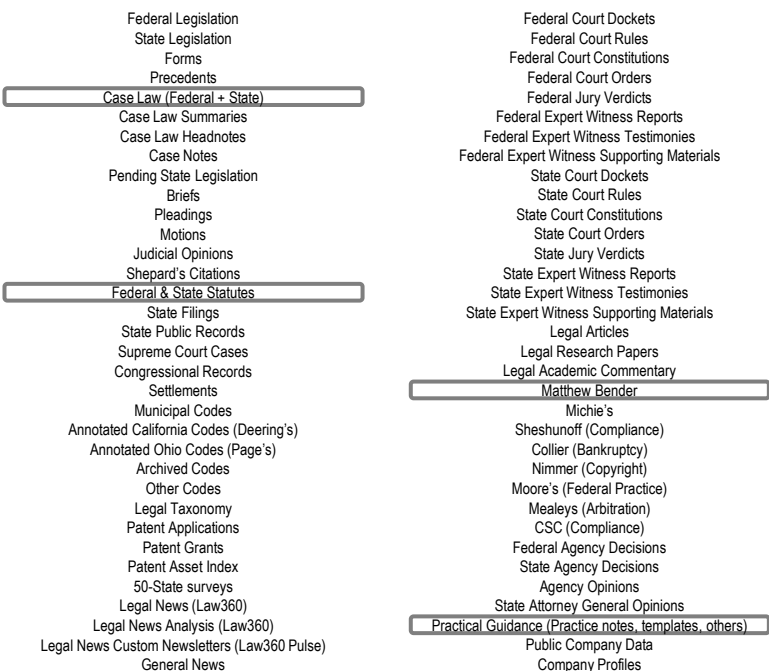 Federal Legislation
State Legislation
Forms
Precedents
Case Law (Federal + State)
Case Law Summaries
Case Law Headnotes
Case Notes
Pending State Legislation
Briefs
Pleadings
Motions
Judicial Opinions
Shepard's Citations
Federal & State Statutes
State Filings
State Public Records
Supreme Court Cases
Congressional Records
Settlements
Municipal Codes
Annotated California Codes (Deering's)
Annotated Ohio Codes (Page's)
Archived Codes
Other Codes
Legal Taxonomy
Patent Applications
Patent Grants
Patent Asset Index
50-State surveys
Legal News (Law360)
Legal News Analysis (Law360)
Legal News Custom Newsletters (Law360 Pulse)
General News
Federal Court Dockets
Federal Court Rules
Federal Court Constitutions
Federal Court Orders
Federal Jury Verdicts
Federal Expert Witness Reports
Federal Expert Witness Testimonies
Federal Expert Witness Supporting Materials
State Court Dockets
State Court Rules
State Court Constitutions
State Court Orders
State Jury Verdicts
State Expert Witness Reports
State Expert Witness Testimonies
State Expert Witness Supporting Materials
Legal Articles
Legal Research Papers
Legal Academic Commentary
Matthew Bender
Michie's
Sheshunoff (Compliance)
Collier (Bankruptcy)
Nimmer (Copyright)
Moore's (Federal Practice)
Mealeys (Arbitration)
CSC (Compliance)
Federal Agency Decisions
State Agency Decisions
Agency Opinions
State Attorney General Opinions
Practical Guidance (Practice notes, templates, others)
Public Company Data
Company Profiles